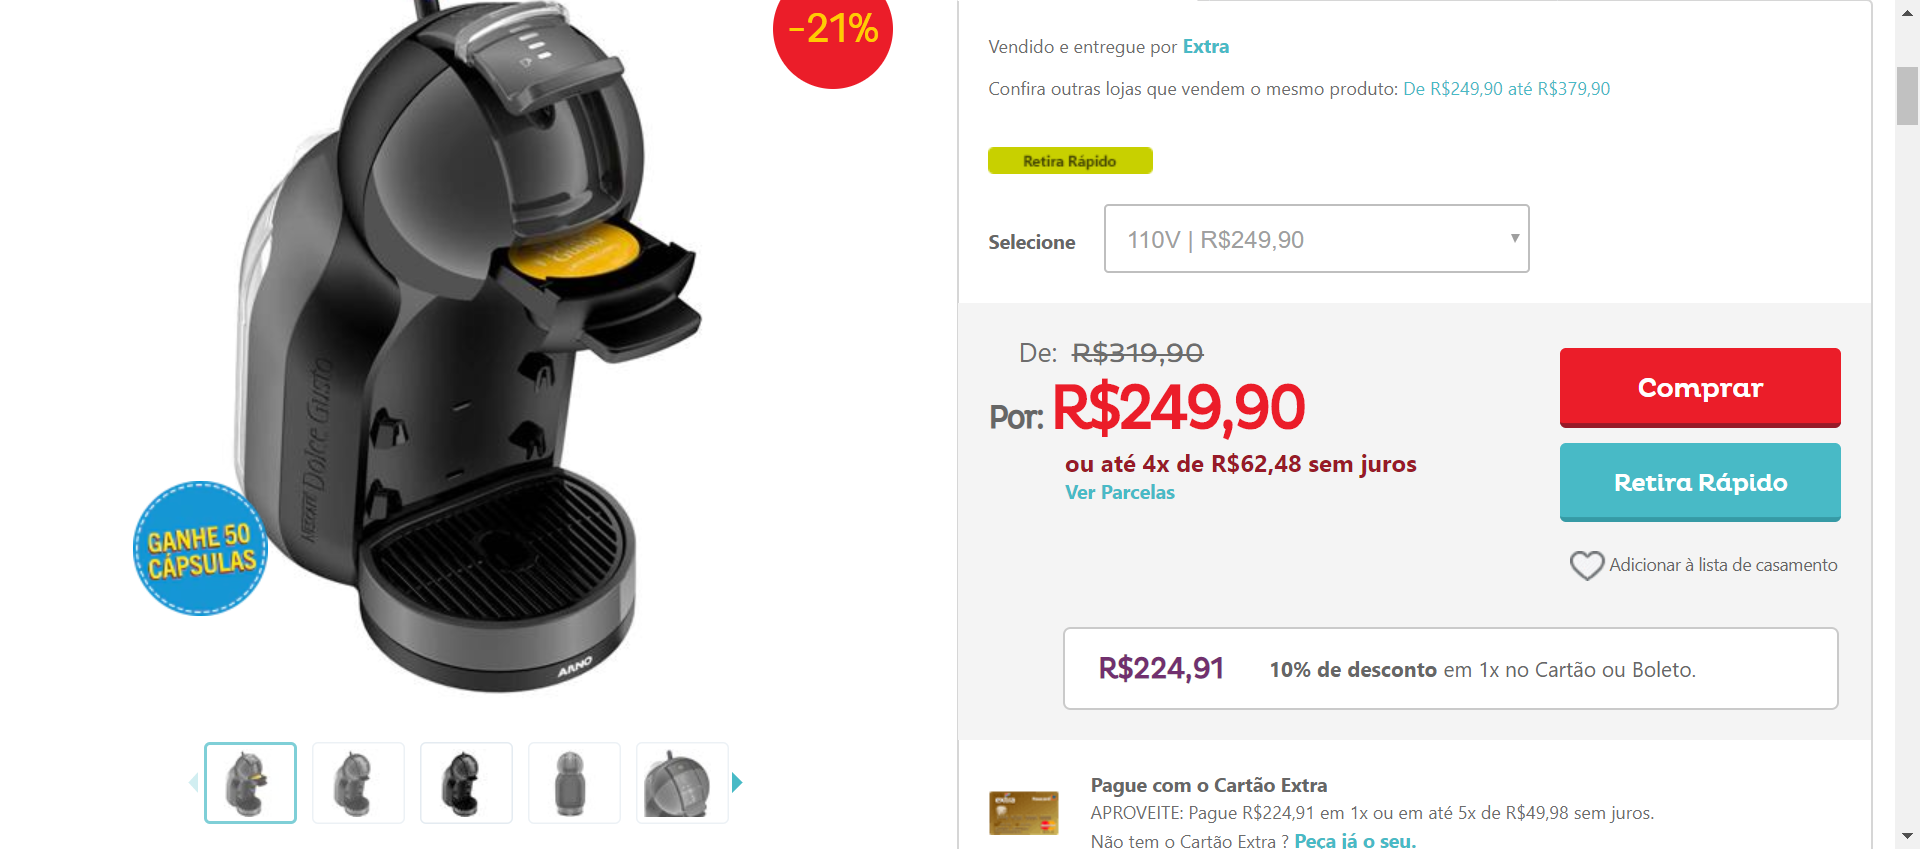 -21%
NESCAFÉ Dolce Gusto
Gusto
ARNO
GANHE 50
CÁPSULAS
Vendido e entregue por Extra
Confira outras lojas que vendem o mesmo produto: De R$249,90 até R$379,90
Retira Rápido
Selecione
110V | R$249,90
De: R$319,90
Por: R$249,90
ou até 4x de R$62,48 sem juros
Ver Parcelas
Comprar
Retira Rápido
Adicionar à lista de casamento
R$224,91 10% de desconto em 1x no Cartão ou Boleto.
extra
Pague com o Cartão Extra
APROVEITE: Pague R$224,91 em 1x ou em até 5x de R$49,98 sem juros.
Não tem o Cartão Extra ? Peça já o seu.